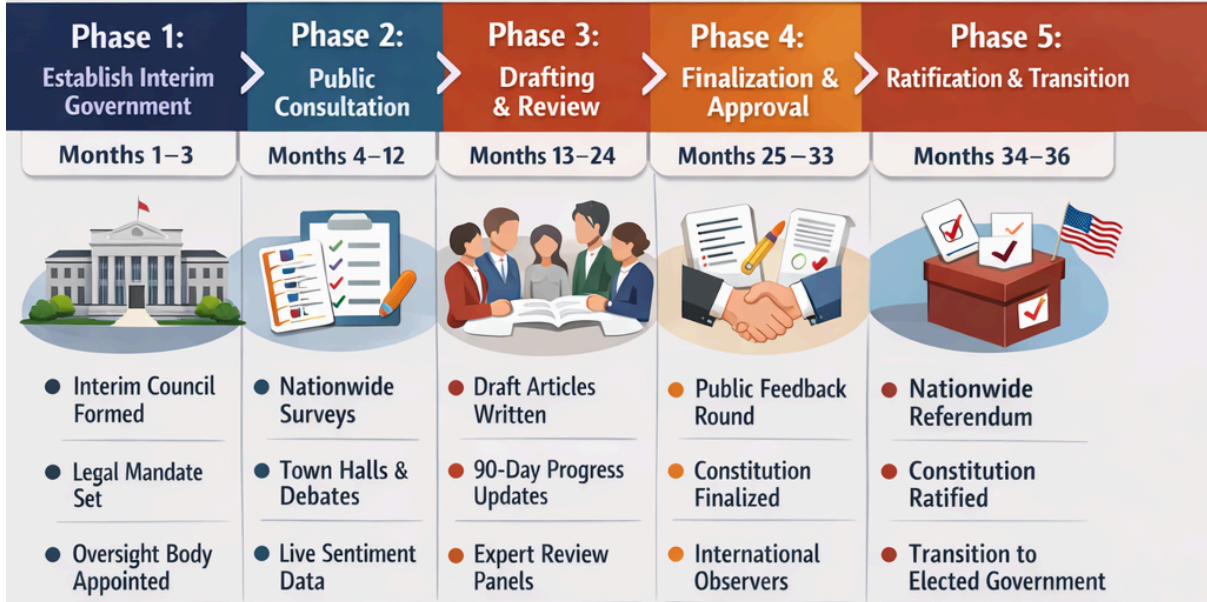 Phase 1:
Establish Interim
Government
Phase 2:
Public
Consultation
Phase 3:
Drafting
& Review
Phase 4:
Finalization &
Approval
Phase 5:
Ratification & Transition
Months 1–3
Months 4–12
Months 13–24
Months 25–33
Months 34–36
Interim Council
Formed
Legal Mandate
Set
Oversight Body
Appointed
Nationwide
Surveys
Town Halls &
Debates
Live Sentiment
Data
Draft Articles
Written
90-Day Progress
Updates
Expert Review
Panels
Public Feedback
Round
Constitution
Finalized
International
Observers
Nationwide
Referendum
Constitution
Ratified
Transition to
Elected Government